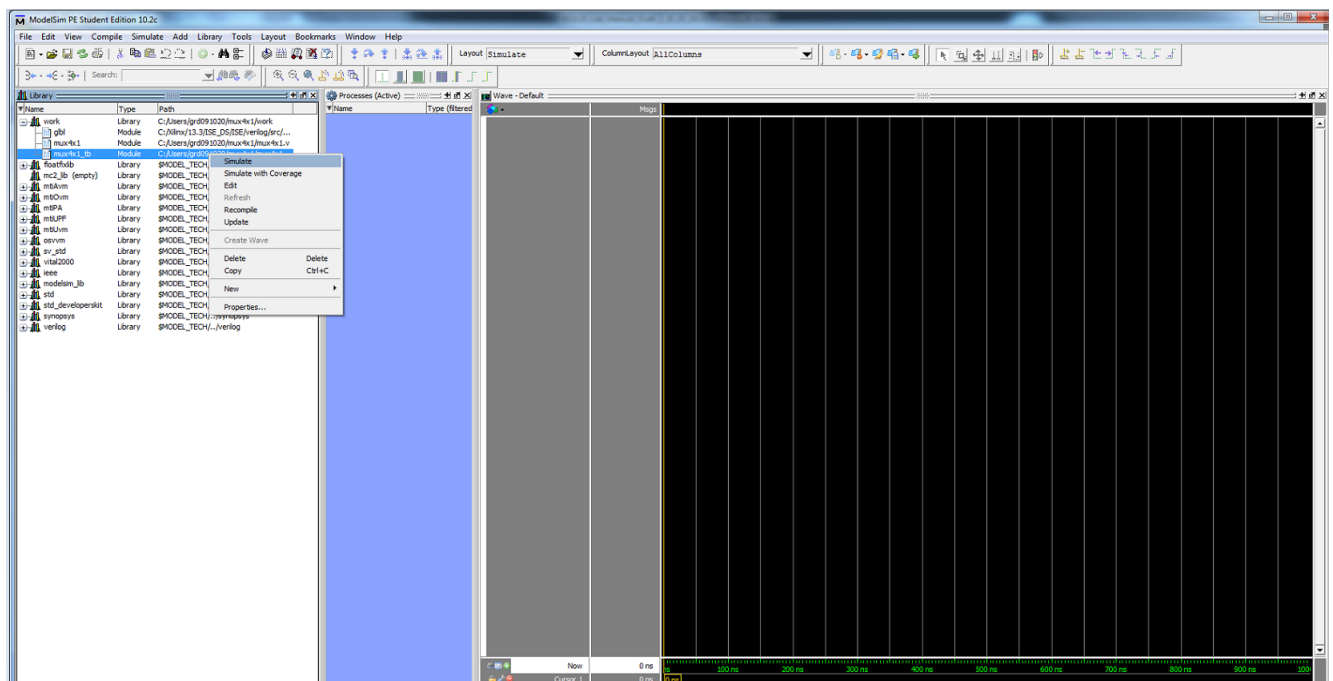 ModelSim PE Student Edition 10.2c
File Edit View Compile Simulate Add Library Tools Layout Bookmarks Window Help
Layout Simulate ColumnLayout AllColumns
Search:
Library
Name Type Path
work Library C:/Users/grd091020/mux4x1/work
glbl Module C:/Xilinx/13.3/ISE_DS/ISE/verilog/src/...
mux4x1 Module C:/Users/grd091020/mux4x1/mux4x1.v
mux4x1_tb Module
floatfixlib Library $MODEL_TECH
mc2_lib (empty) Library $MODEL_TECH
mtiAvm Library $MODEL_TECH
mtiOvm Library $MODEL_TECH
mtiPA Library $MODEL_TECH
mtiUPF Library $MODEL_TECH
mtiUvm Library $MODEL_TECH
osvvm Library $MODEL_TECH
sv_std Library $MODEL_TECH
vital2000 Library $MODEL_TECH
ieee Library $MODEL_TECH
modelsim_lib Library $MODEL_TECH
std Library $MODEL_TECH
std_developerskit Library $MODEL_TECH
synopsys Library $MODEL_TECH/../synopsys
verilog Library $MODEL_TECH/../verilog
Simulate
Simulate with Coverage
Edit
Refresh
Recompile
Update
Create Wave
Delete Delete
Copy Ctrl+C
New
Properties...
Processes (Active)
Name Type (filtered
Wave - Default
Msgs
Now 0 ns
ns 100 ns 200 ns 300 ns 400 ns 500 ns 600 ns 700 ns 800 ns 900 ns 100
Cursor 1 0 ns 0 ns